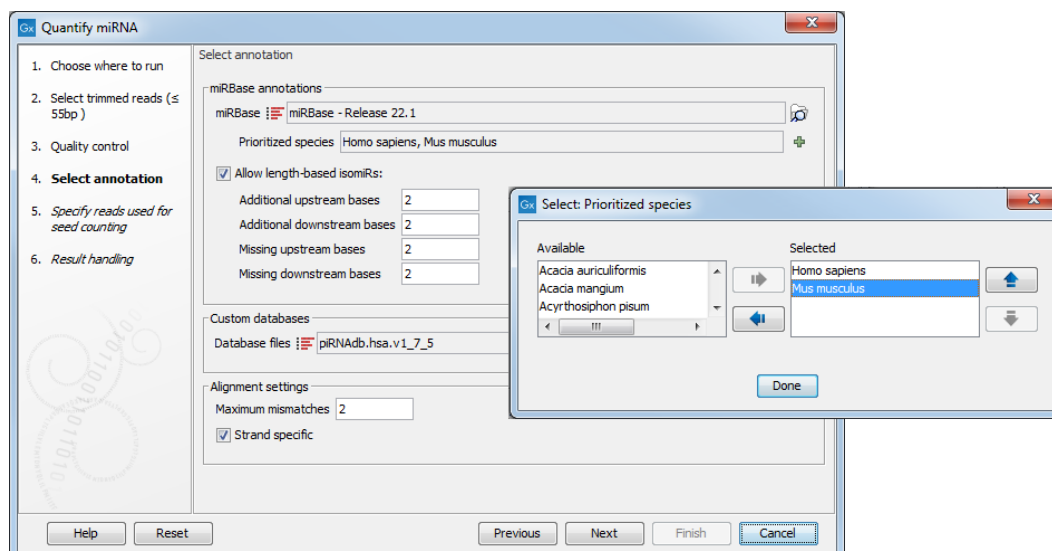 Gx Quantify miRNA
1. Choose where to run
2. Select trimmed reads (≤
55bp )
3. Quality control
4. Select annotation
5. Specify reads used for
seed counting
6. Result handling
Select annotation
miRBase annotations
miRBase miRBase - Release 22.1
Prioritized species Homo sapiens, Mus musculus
Allow length-based isomiRs:
Additional upstream bases 2
Additional downstream bases 2
Missing upstream bases 2
Missing downstream bases 2
Custom databases
Database files piRNAdb.hsa.v1_7_5
Alignment settings
Maximum mismatches 2
Strand specific
Help Reset Previous Next Finish Cancel
Gx Select: Prioritized species
Available Selected
Acacia auriculiformis
Acacia mangium
Acyrthosiphon pisum
Homo sapiens
Mus musculus
Done